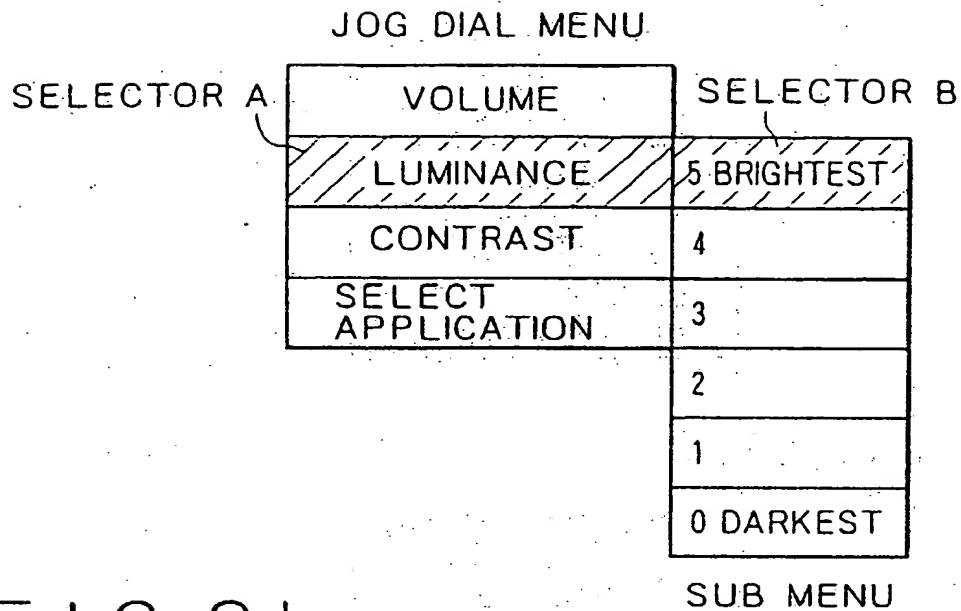 JOG DIAL MENU
SELECTOR A
VOLUME
SELECTOR B
LUMINANCE
5 BRIGHTEST
CONTRAST
4
SELECT
APPLICATION
3
2
1
0 DARKEST
SUB MENU